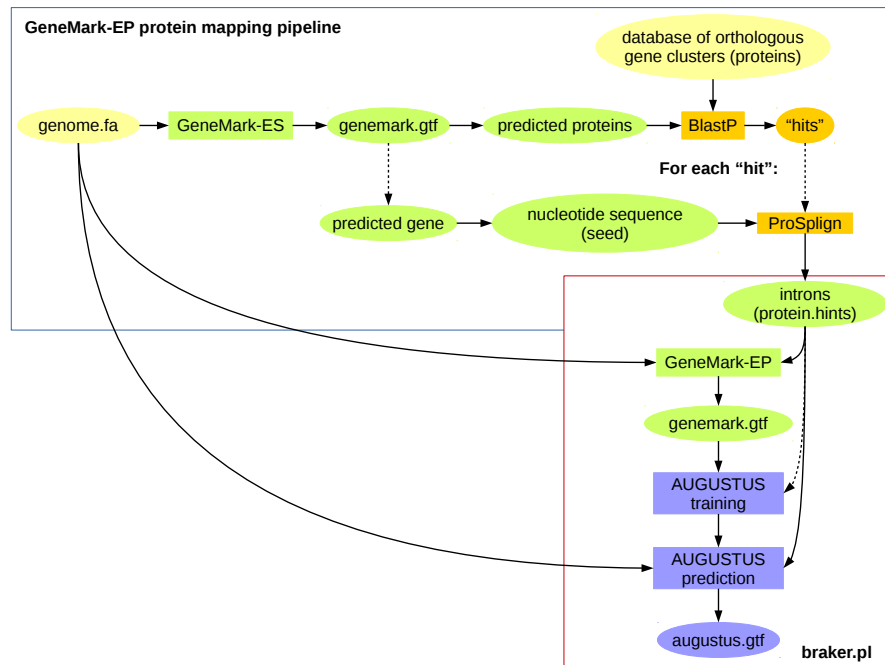 GeneMark-EP protein mapping pipeline
database of orthologous
gene clusters (proteins)
genome.fa
GeneMark-ES
genemark.gtf
predicted proteins
BlastP
“hits”
For each “hit”:
predicted gene
nucleotide sequence
(seed)
ProSplign
introns
(protein.hints)
GeneMark-EP
genemark.gtf
AUGUSTUS
training
AUGUSTUS
prediction
augustus.gtf
braker.pl